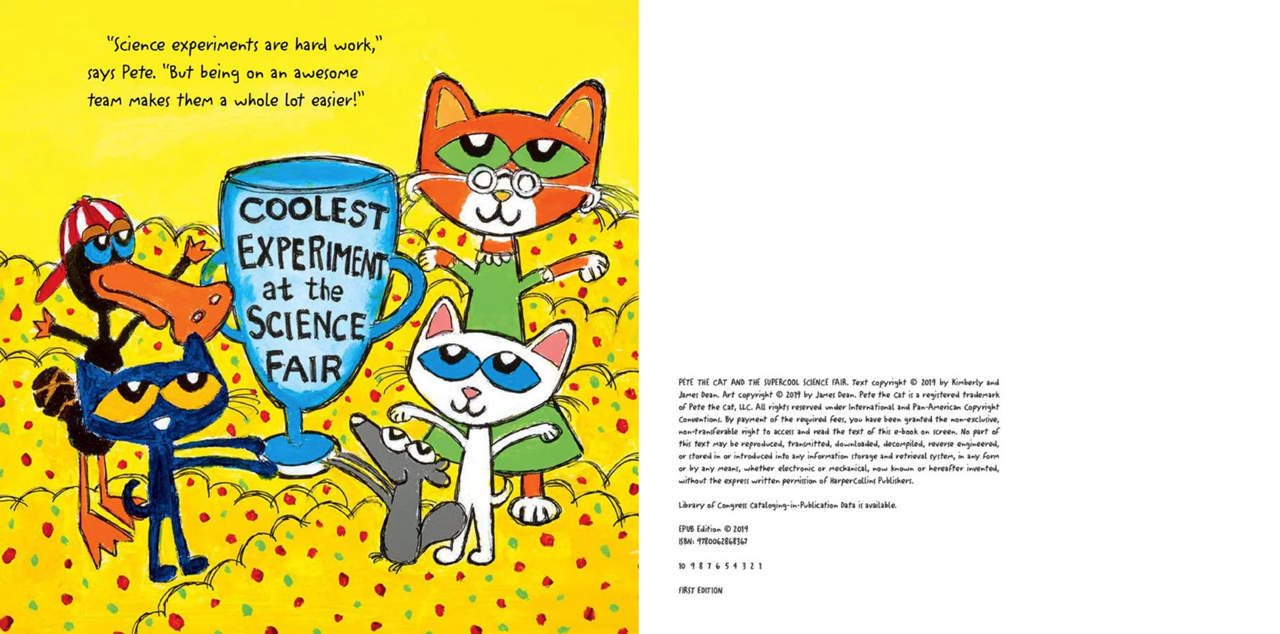 “Science experiments are hard work,”
says Pete. “But being on an awesome
team makes them a whole lot easier!”
COOLEST
EXPERIMENT
at the
SCIENCE
FAIR
PETE THE CAT AND THE SUPERCOOL SCIENCE FAIR. Text copyright © 2019 by Kimberly and
James Dean. Art copyright © 2019 by James Dean. Pete the Cat is a registered trademark
of Pete the Cat, LLC. All rights reserved under International and Pan-American Copyright
Conventions. By payment of the required fees, you have been granted the non-exclusive,
non-transferable right to access and read the text of this e-book on screen. No part of
this text may be reproduced, transmitted, downloaded, decompiled, reverse engineered,
or stored in or introduced into any information storage and retrieval system, in any form
or by any means, whether electronic or mechanical, now known or hereafter invented,
without the express written permission of HarperCollins Publishers.
Library of Congress Cataloging-in-Publication Data is available.
EPUB Edition © 2019
ISBN: 9780062868367
10 9 8 7 6 5 4 3 2 1
FIRST EDITION